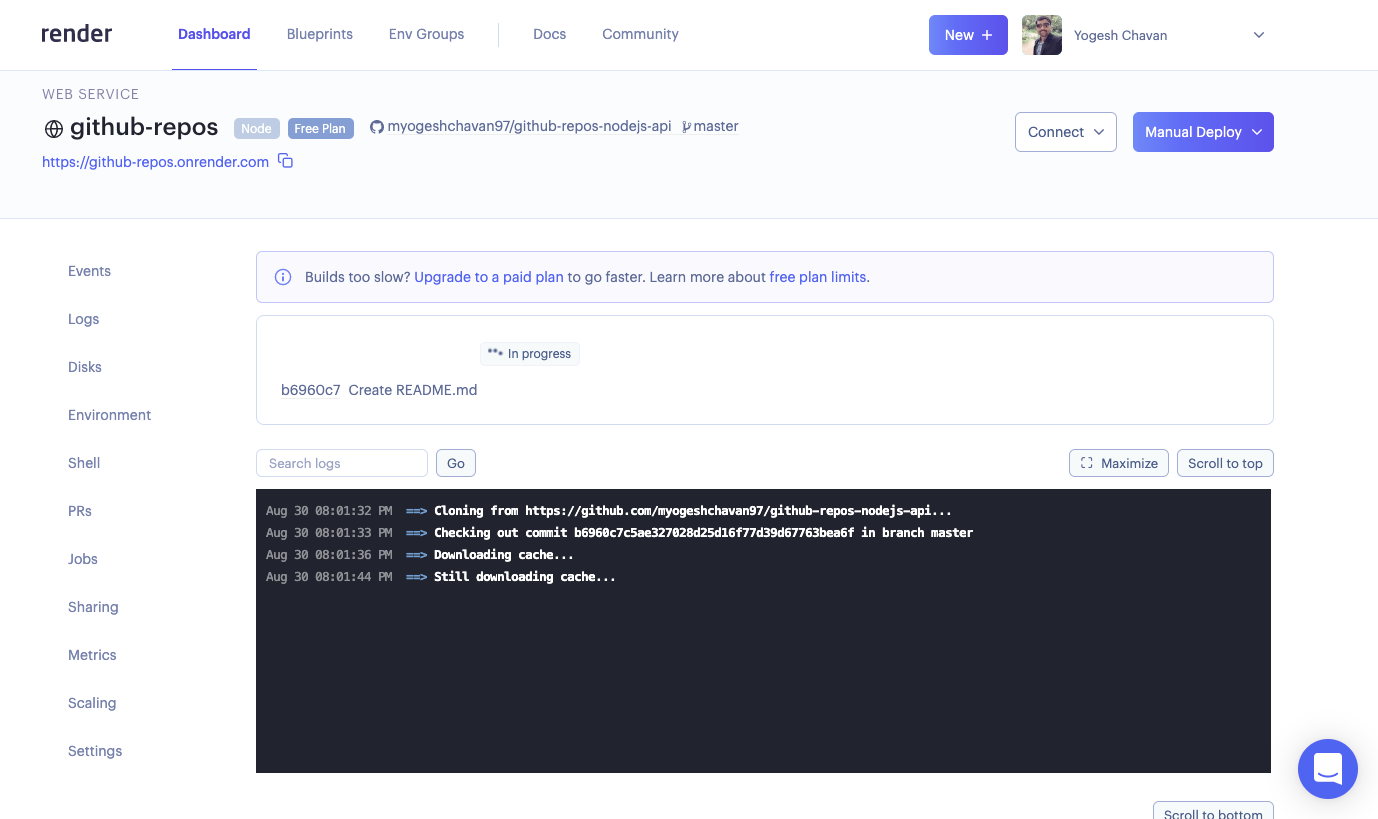 render Dashboard Blueprints Env Groups Docs Community New + Yogesh Chavan
WEB SERVICE
github-repos Node Free Plan myogeshchavan97/github-repos-nodejs-api master Connect Manual Deploy
https://github-repos.onrender.com
Events
Logs
Disks
Environment
Shell
PRs
Jobs
Sharing
Metrics
Scaling
Settings
Builds too slow? Upgrade to a paid plan to go faster. Learn more about free plan limits.
In progress
b6960c7 Create README.md
Search logs Go Maximize Scroll to top
Aug 30 08:01:32 PM ==> Cloning from https://github.com/myogeshchavan97/github-repos-nodejs-api...
Aug 30 08:01:33 PM ==> Checking out commit b6960c7c5ae327028d25d16f77d39d67763bea6f in branch master
Aug 30 08:01:36 PM ==> Downloading cache...
Aug 30 08:01:44 PM ==> Still downloading cache...
Scroll to bottom